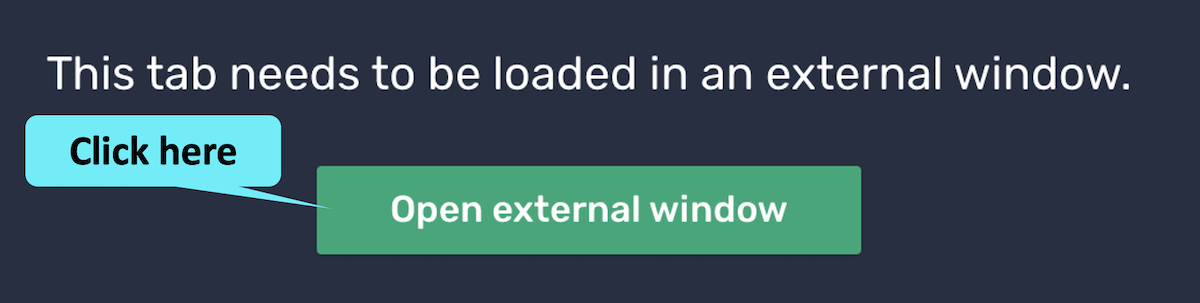 This tab needs to be loaded in an external window.
Click here
Open external window